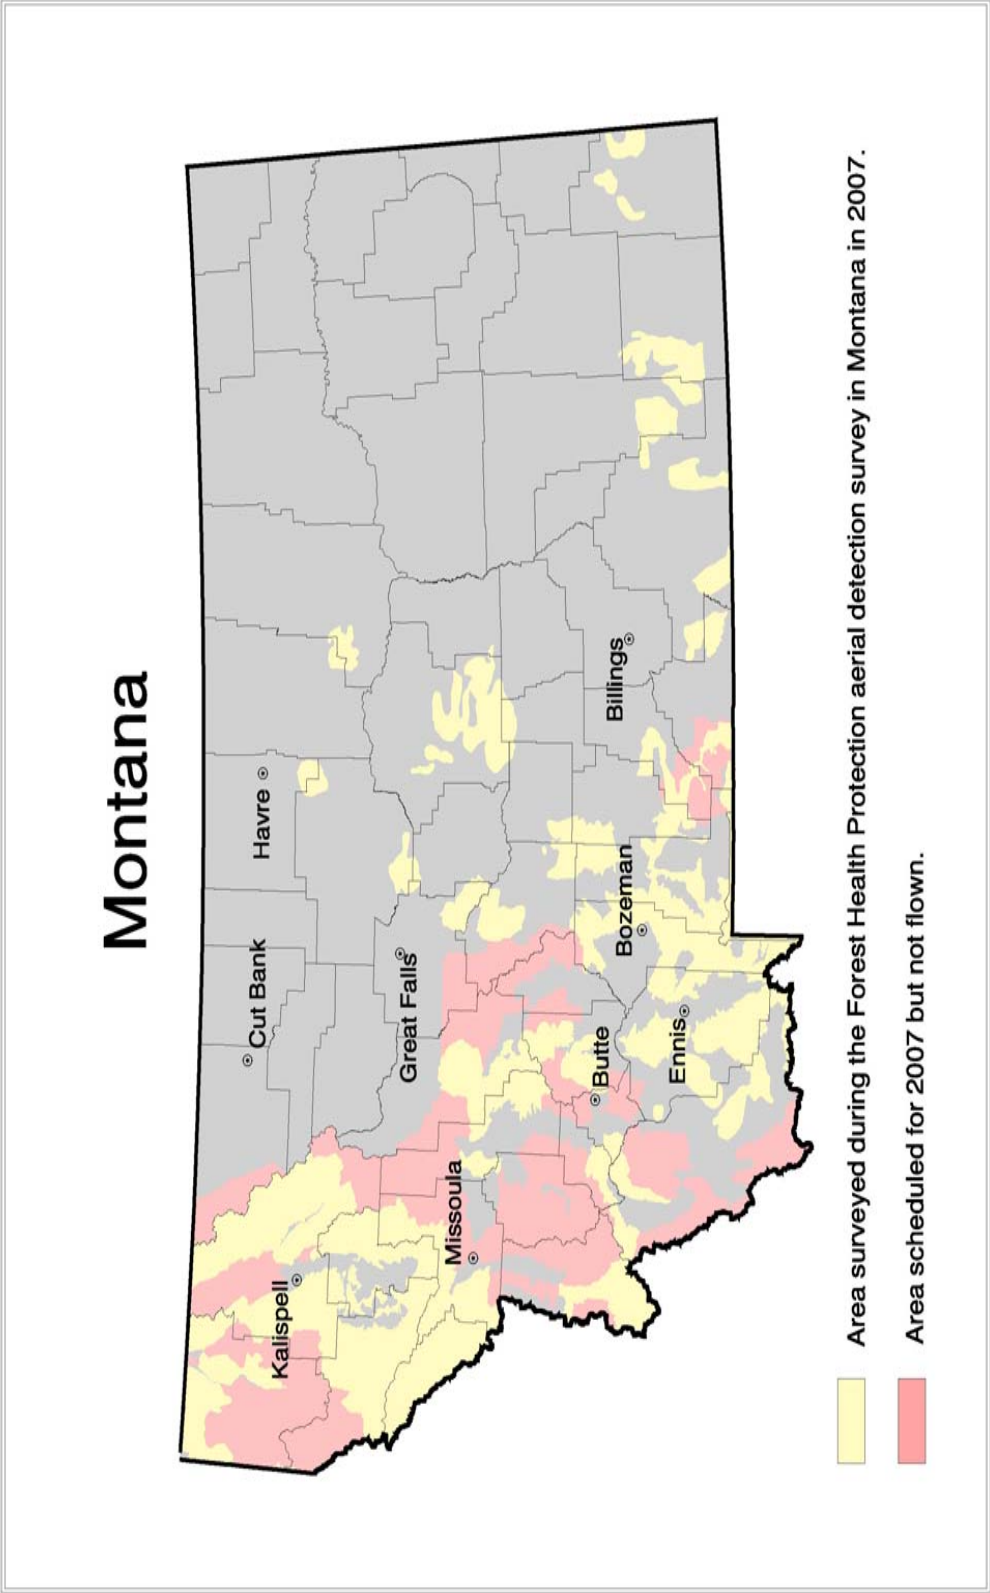 Montana
Cut Bank
Havre
Kalispell
Great Falls
Missoula
Butte
Bozeman
Billings
Ennis
Area surveyed during the Forest Health Protection aerial detection survey in Montana in 2007.
Area scheduled for 2007 but not flown.